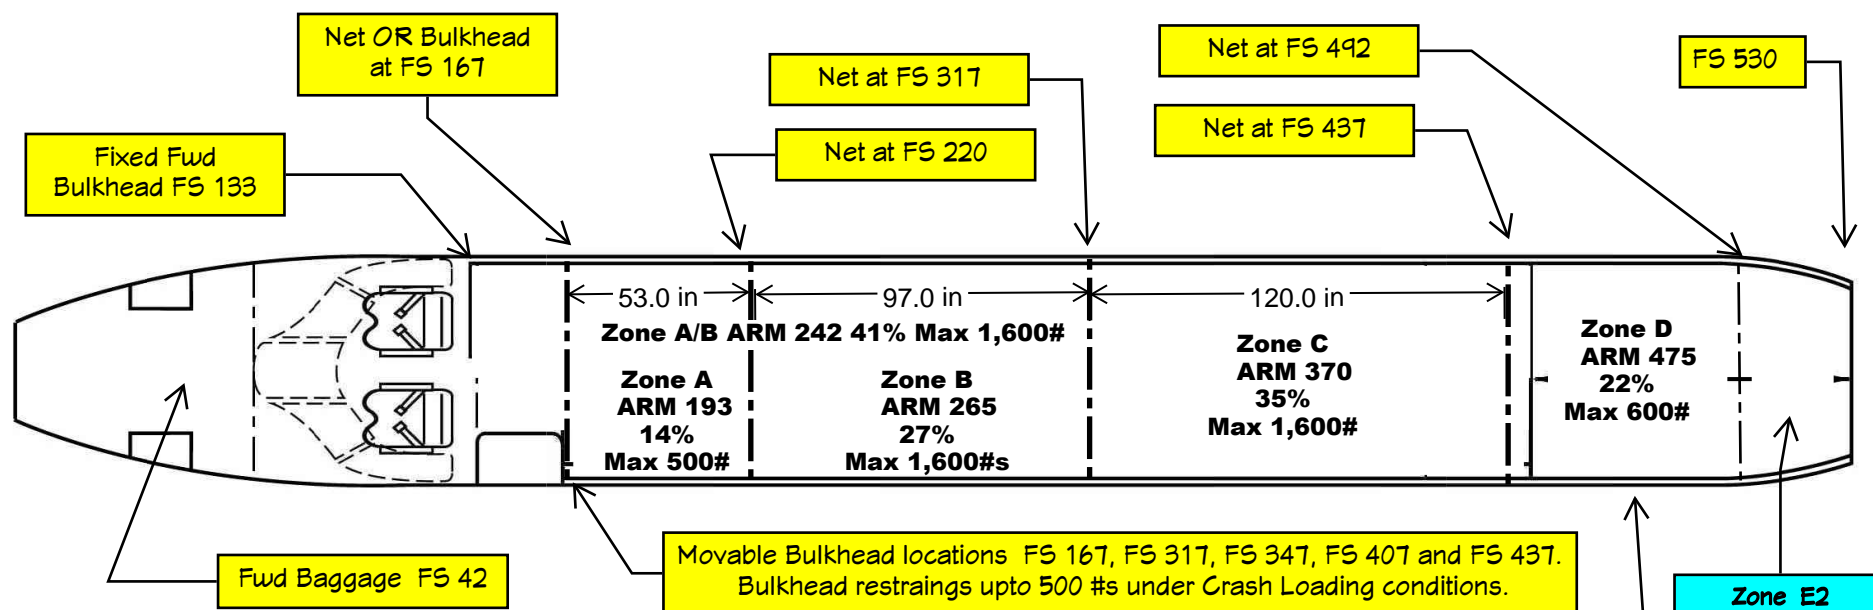 Net OR Bulkhead
at FS 167
Net at FS 317
Net at FS 492
FS 530
Net at FS 220
Net at FS 437
Fixed Fwd
Bulkhead FS 133
53.0 in
97.0 in
120.0 in
Zone A/B ARM 242 41% Max 1,600#
Zone A
ARM 193
14%
Max 500#
Zone B
ARM 265
27%
Max 1,600#s
Zone C
ARM 370
35%
Max 1,600#
Zone D
ARM 475
22%
Max 600#
Fwd Baggage FS 42
Movable Bulkhead locations FS 167, FS 317, FS 347, FS 407 and FS 437.
Bulkhead restraings upto 500 #s under Crash Loading conditions.
Zone E2